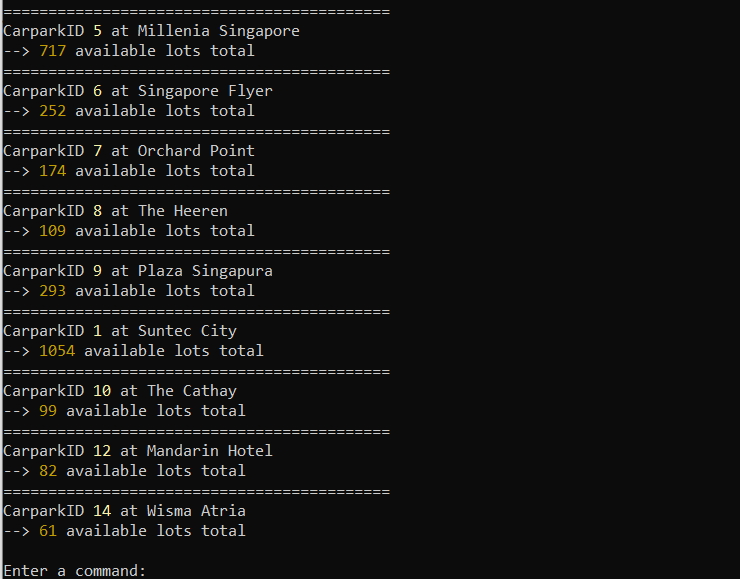 ===========================================
CarparkID 5 at Millenia Singapore
--> 717 available lots total
===========================================
CarparkID 6 at Singapore Flyer
--> 252 available lots total
===========================================
CarparkID 7 at Orchard Point
--> 174 available lots total
===========================================
CarparkID 8 at The Heeren
--> 109 available lots total
===========================================
CarparkID 9 at Plaza Singapura
--> 293 available lots total
===========================================
CarparkID 1 at Suntec City
--> 1054 available lots total
===========================================
CarparkID 10 at The Cathay
--> 99 available lots total
===========================================
CarparkID 12 at Mandarin Hotel
--> 82 available lots total
===========================================
CarparkID 14 at Wisma Atria
--> 61 available lots total
Enter a command: